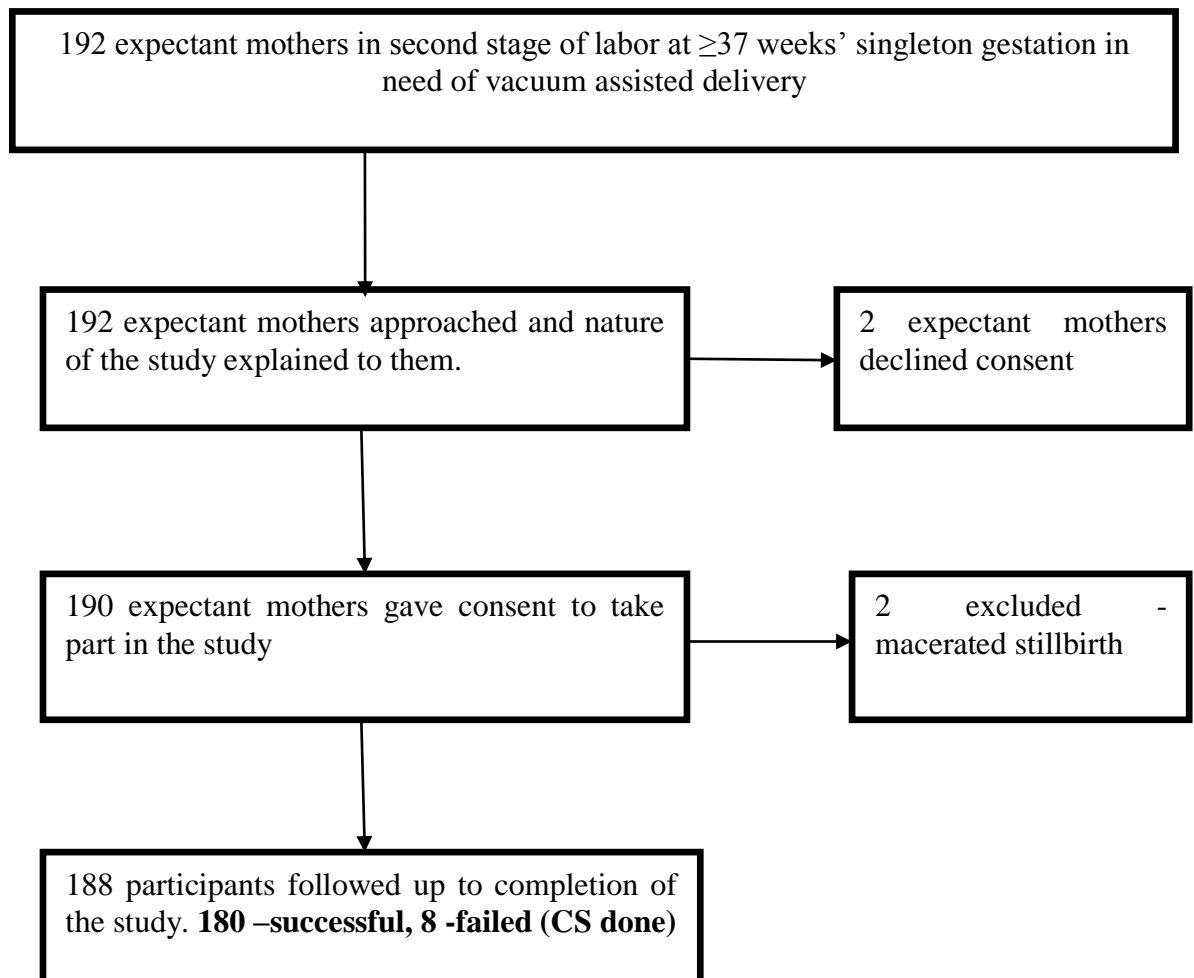 192 expectant mothers in second stage of labor at ≥37 weeks’ singleton gestation in
need of vacuum assisted delivery
192 expectant mothers approached and nature
of the study explained to them.
2 expectant mothers
declined consent
190 expectant mothers gave consent to take
part in the study
2 excluded -
macerated stillbirth
188 participants followed up to completion of
the study. 180 –successful, 8 -failed (CS done)